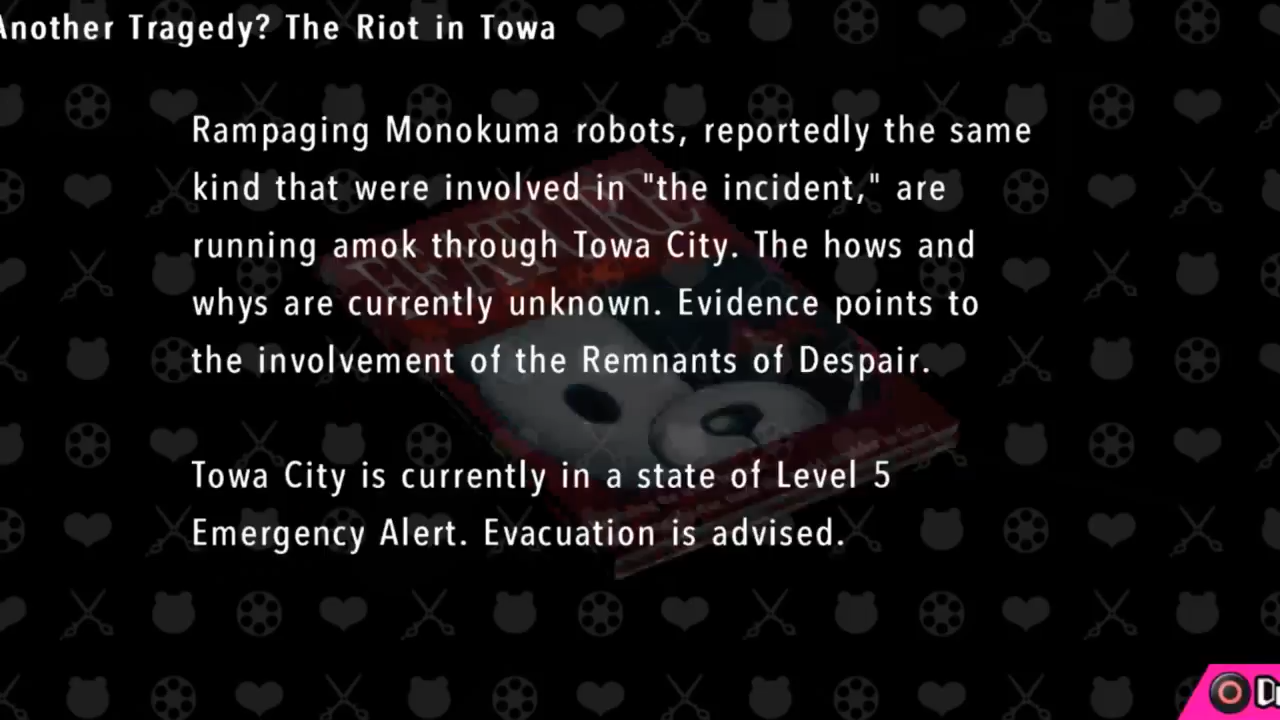 Another Tragedy? The Riot in Towa
Rampaging Monokuma robots, reportedly the same
kind that were involved in "the incident," are
running amok through Towa City. The hows and
whys are currently unknown. Evidence points to
the involvement of the Remnants of Despair.
Towa City is currently in a state of Level 5
Emergency Alert. Evacuation is advised.
FEATURE